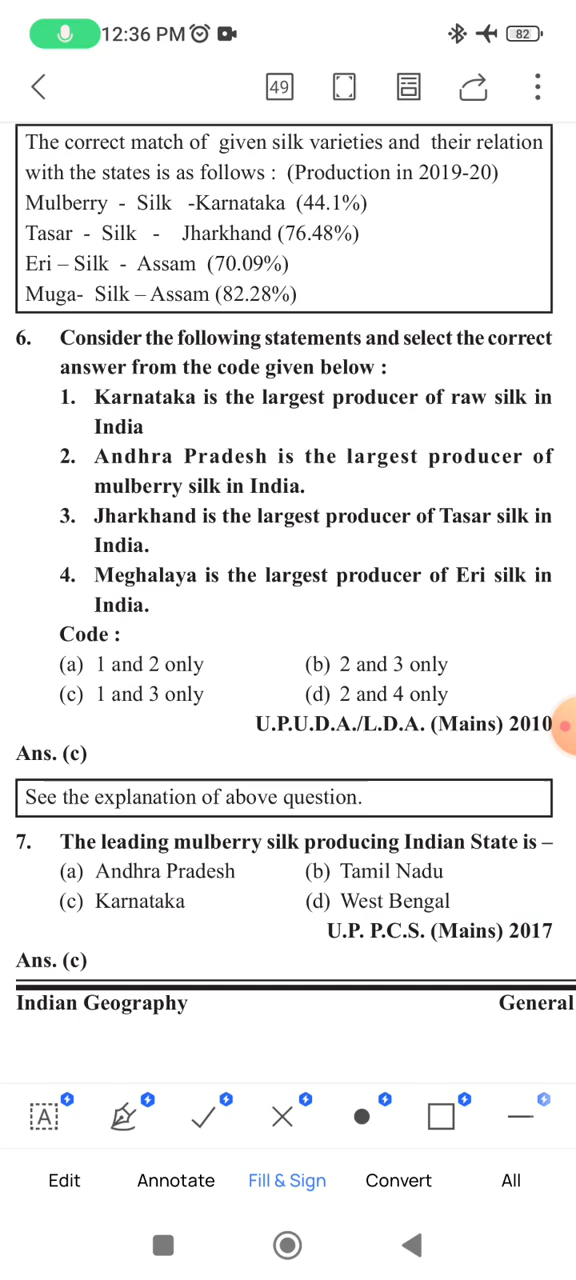 12:36 PM
82
49
The correct match of given silk varieties and their relation
with the states is as follows : (Production in 2019-20)
Mulberry - Silk -Karnataka (44.1%)
Tasar - Silk - Jharkhand (76.48%)
Eri – Silk - Assam (70.09%)
Muga- Silk – Assam (82.28%)
6. Consider the following statements and select the correct
answer from the code given below :
1. Karnataka is the largest producer of raw silk in
India
2. Andhra Pradesh is the largest producer of
mulberry silk in India.
3. Jharkhand is the largest producer of Tasar silk in
India.
4. Meghalaya is the largest producer of Eri silk in
India.
Code :
(a) 1 and 2 only (b) 2 and 3 only
(c) 1 and 3 only (d) 2 and 4 only
U.P.U.D.A./L.D.A. (Mains) 2010
Ans. (c)
See the explanation of above question.
7. The leading mulberry silk producing Indian State is –
(a) Andhra Pradesh (b) Tamil Nadu
(c) Karnataka (d) West Bengal
U.P. P.C.S. (Mains) 2017
Ans. (c)
Indian Geography General
A
Edit Annotate Fill & Sign Convert All